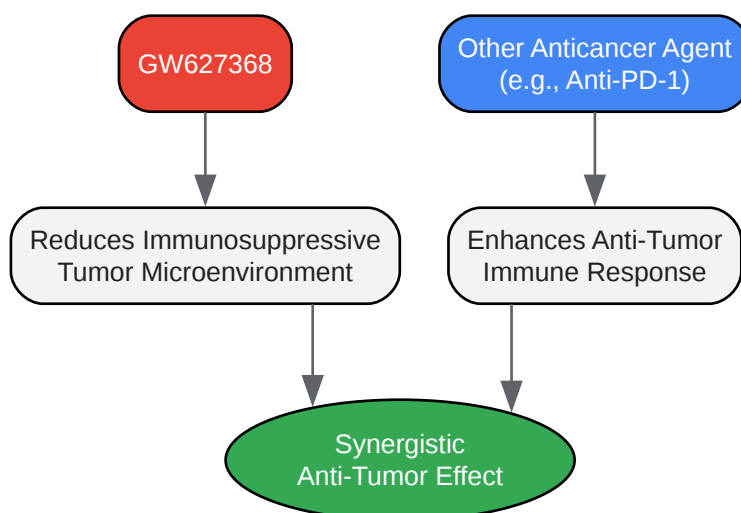 GW627368
Other Anticancer Agent
(e.g., Anti-PD-1)
Reduces Immunosuppressive
Tumor Microenvironment
Enhances Anti-Tumor
Immune Response
Synergistic
Anti-Tumor Effect